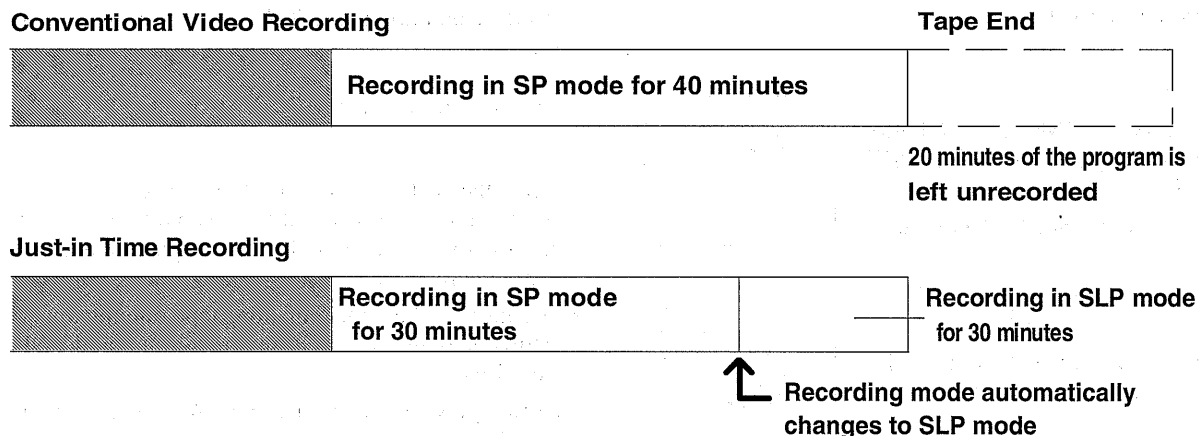 Conventional Video Recording
Tape End
Recording in SP mode for 40 minutes
20 minutes of the program is
left unrecorded
Just-in Time Recording
Recording in SP mode
for 30 minutes
Recording in SLP mode
for 30 minutes
Recording mode automatically
changes to SLP mode